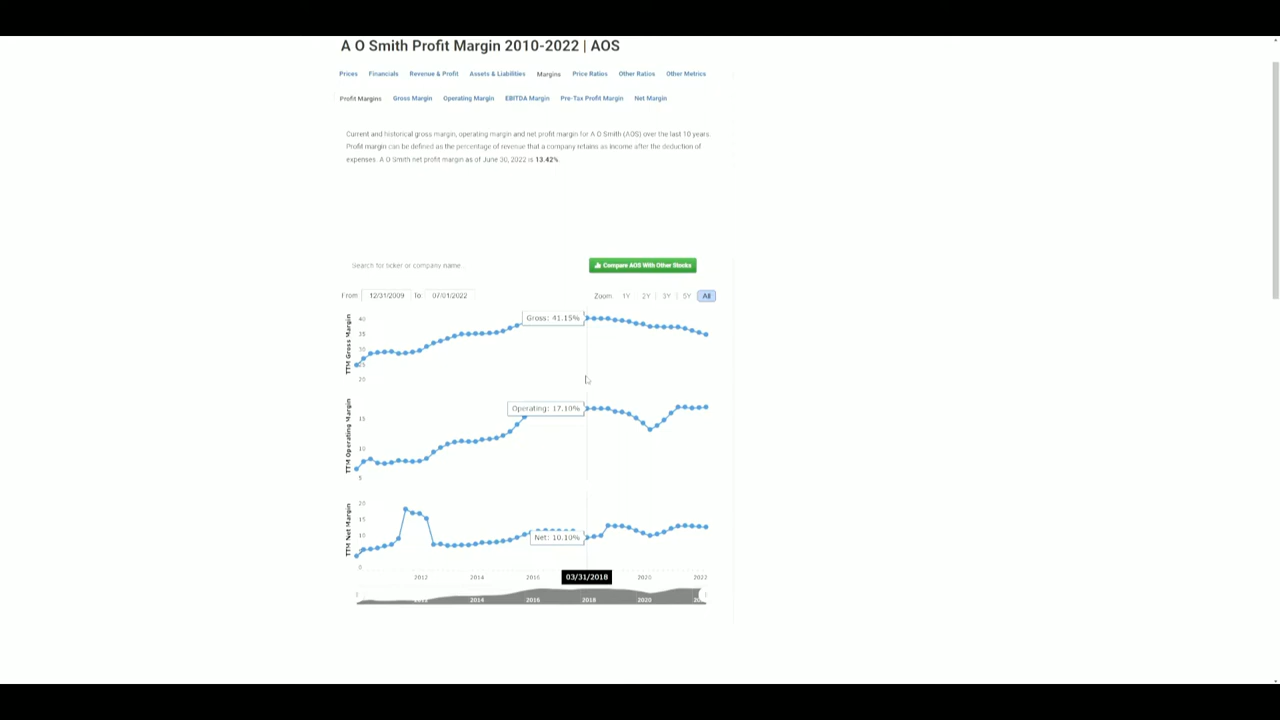 A O Smith Profit Margin 2010-2022 | AOS
Prices Financials Revenue & Profit Assets & Liabilities Margins Price Ratios Other Ratios Other Metrics
Profit Margins Gross Margin Operating Margin EBITDA Margin Pre-Tax Profit Margin Net Margin
Current and historical gross margin, operating margin and net profit margin for A O Smith (AOS) over the last 10 years.
Profit margin can be defined as the percentage of revenue that a company retains as income after the deduction of
expenses. A O Smith net profit margin as of June 30, 2022 is 13.42%.
Search for ticker or company name...
Compare AOS With Other Stocks
From 12/31/2009 To 07/01/2022 Zoom 1Y 2Y 3Y 5Y All
TTM Gross Margin
40
35
30
25
20
Gross: 41.15%
TTM Operating Margin
15
10
5
Operating: 17.10%
TTM Net Margin
20
15
10
0
Net: 10.10%
2012 2014 2016 03/31/2018 2020 2022
2014 2016 2018 2020